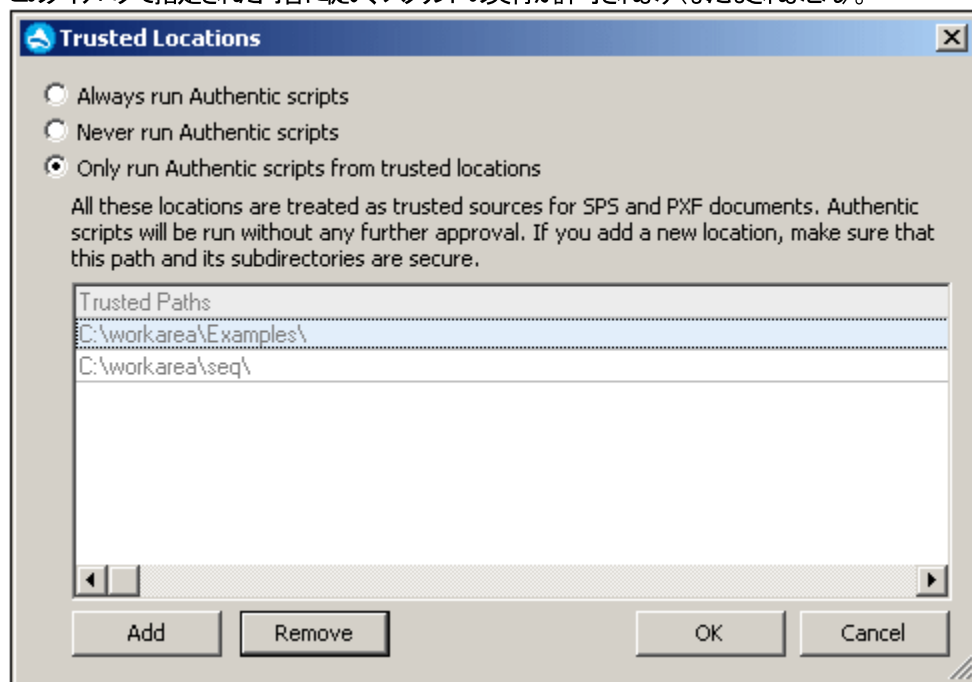 Trusted Locations
Always run Authentic scripts
Never run Authentic scripts
Only run Authentic scripts from trusted locations
All these locations are treated as trusted sources for SPS and PXF documents. Authentic
scripts will be run without any further approval. If you add a new location, make sure that
this path and its subdirectories are secure.
Trusted Paths
C:\workarea\Examples\
C:\workarea\seq\
Add Remove OK Cancel